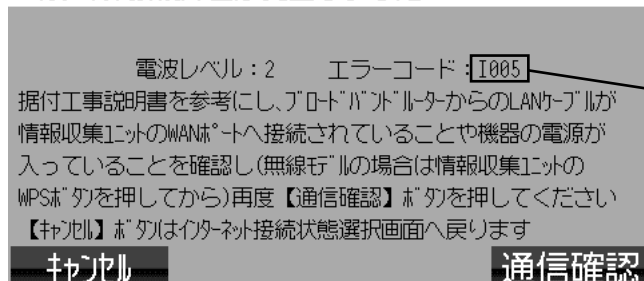 電波レベル：2　エラーコード：I005
据付工事説明書を参考にし、ﾌﾞﾛｰﾄﾞﾊﾞﾝﾄﾞﾙｰﾀｰからのLANｹｰﾌﾞﾙが
情報収集ﾕﾆｯﾄのWANﾎﾟｰﾄへ接続されていることや機器の電源が
入っていることを確認し(無線ﾓﾃﾞﾙの場合は情報収集ﾕﾆｯﾄの
WPSﾎﾞﾀﾝを押してから)再度【通信確認】ﾎﾞﾀﾝを押してください
【ｷｬﾝｾﾙ】ﾎﾞﾀﾝはｲﾝﾀｰﾈｯﾄ接続状態選択画面へ戻ります
ｷｬﾝｾﾙ　通信確認